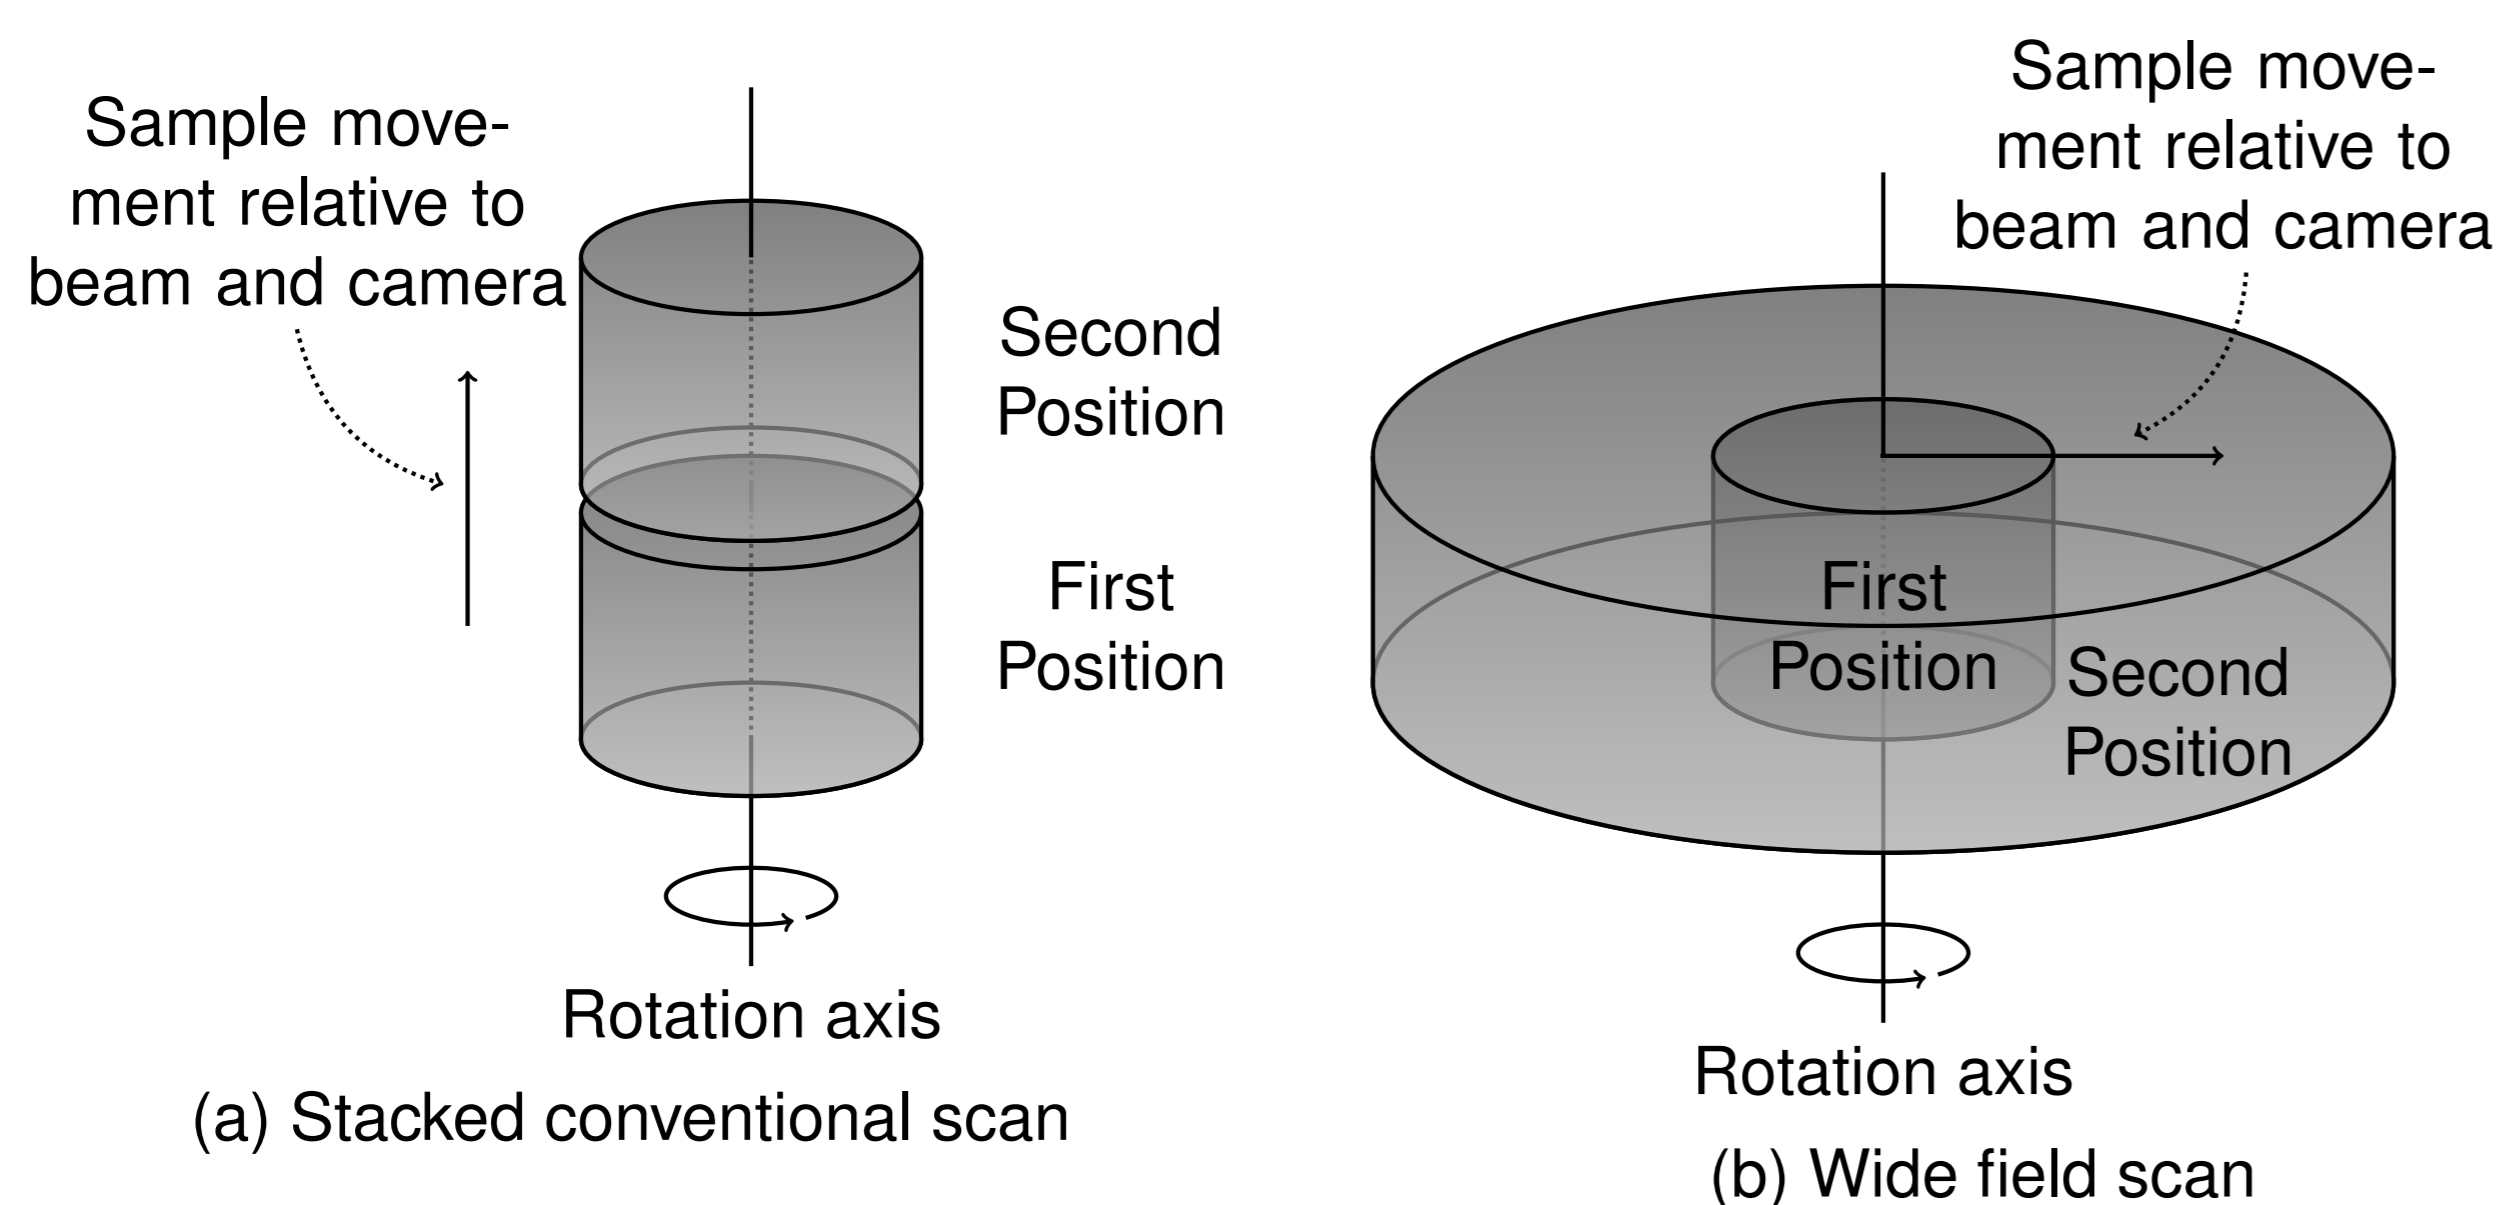 Sample move-
ment relative to
beam and camera
Second
Position
First
Position
Rotation axis
(a) Stacked conventional scan
Sample move-
ment relative to
beam and camera
First
Position
Second
Position
Rotation axis
(b) Wide field scan